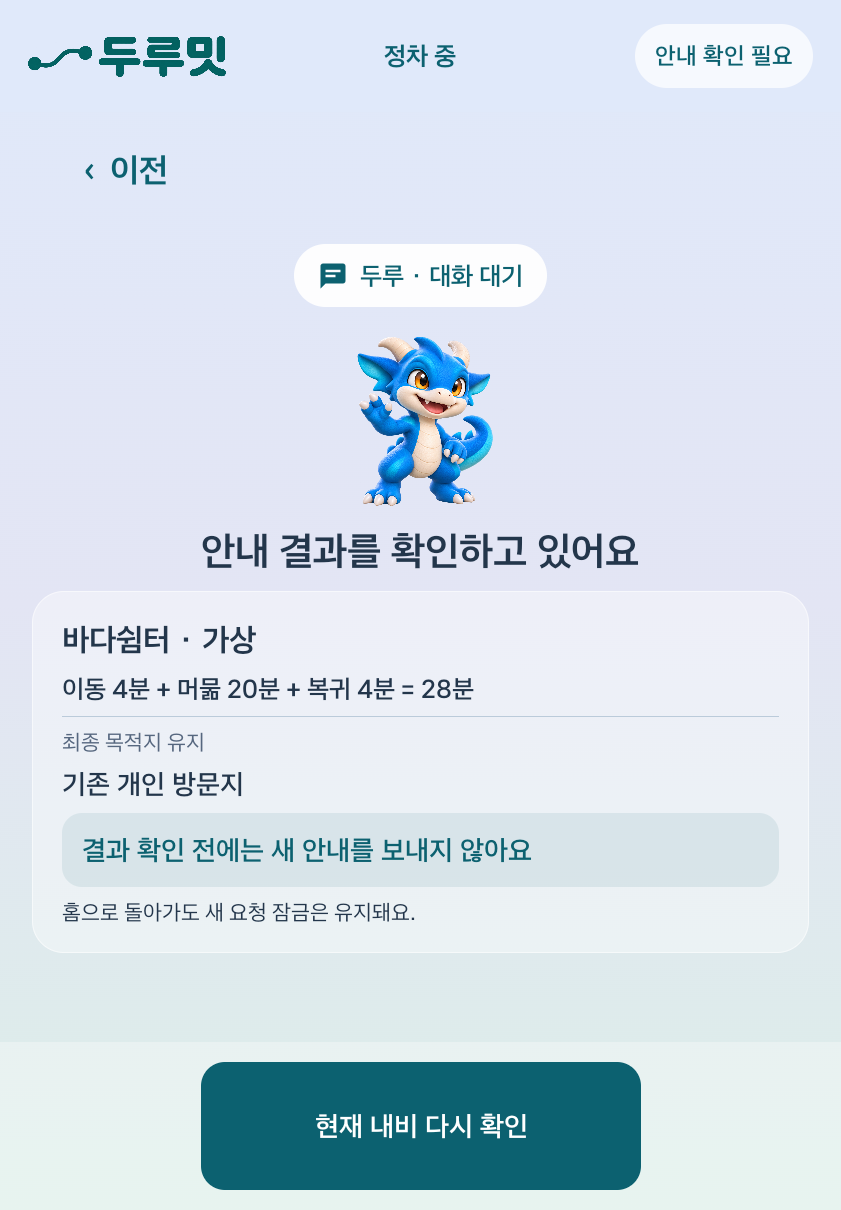 두루밋
정차 중
안내 확인 필요
‹ 이전
두루 · 대화 대기
안내 결과를 확인하고 있어요
바다쉼터 · 가상
이동 4분 + 머묾 20분 + 복귀 4분 = 28분
최종 목적지 유지
기존 개인 방문지
결과 확인 전에는 새 안내를 보내지 않아요
홈으로 돌아가도 새 요청 잠금은 유지돼요.
현재 내비 다시 확인